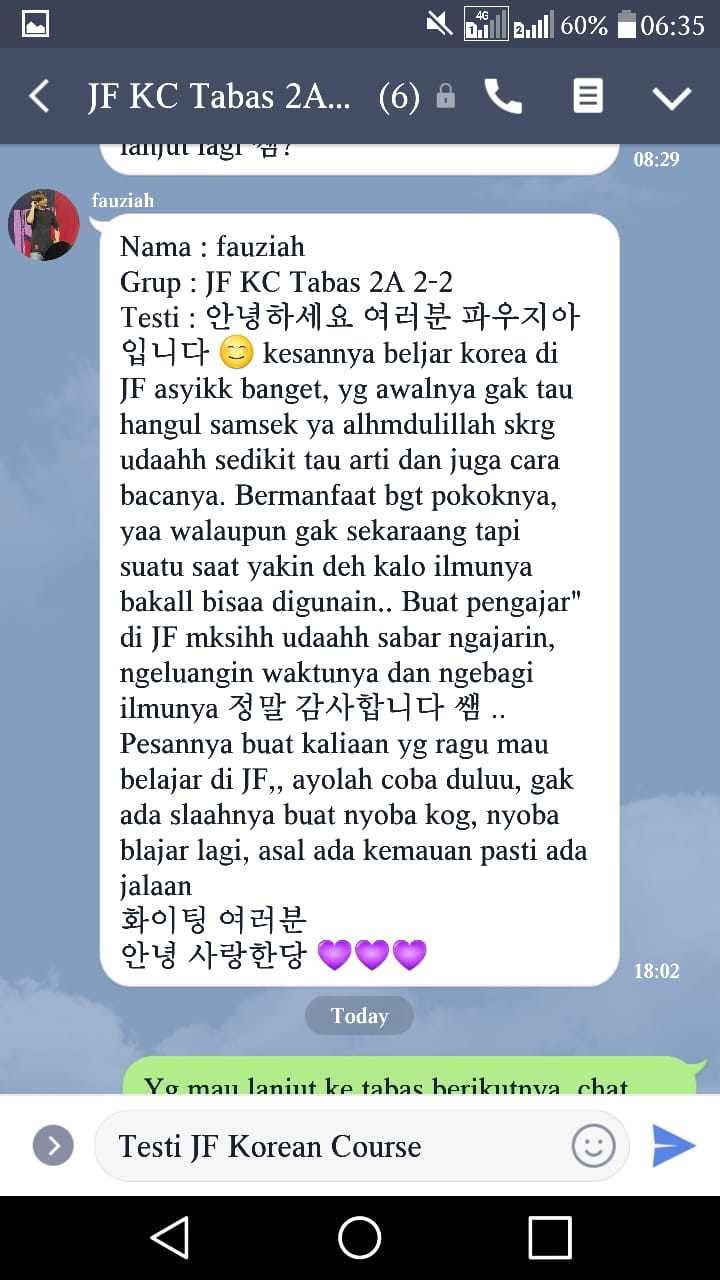 4G
1
2
60%
06:35
JF KC Tabas 2A... (6)
lanjut lagi 쌤?
08:29
fauziah
Nama : fauziah
Grup : JF KC Tabas 2A 2-2
Testi : 안녕하세요 여러분 파우지아
입니다 😊 kesannya beljar korea di
JF asyikk banget, yg awalnya gak tau
hangul samsek ya alhmdulillah skrg
udaahh sedikit tau arti dan juga cara
bacanya. Bermanfaat bgt pokoknya,
yaa walaupun gak sekaraang tapi
suatu saat yakin deh kalo ilmunya
bakall bisaa digunain.. Buat pengajar"
di JF mksihh udaahh sabar ngajarin,
ngeluangin waktunya dan ngebagi
ilmunya 정말 감사합니다 쌤 ..
Pesannya buat kaliaan yg ragu mau
belajar di JF,, ayolah coba duluu, gak
ada slaahnya buat nyoba kog, nyoba
blajar lagi, asal ada kemauan pasti ada
jalaan
화이팅 여러분
안녕 사랑한당 💜💜💜
18:02
Today
Yg mau lanjut ke tabas berikutnya, chat
Testi JF Korean Course